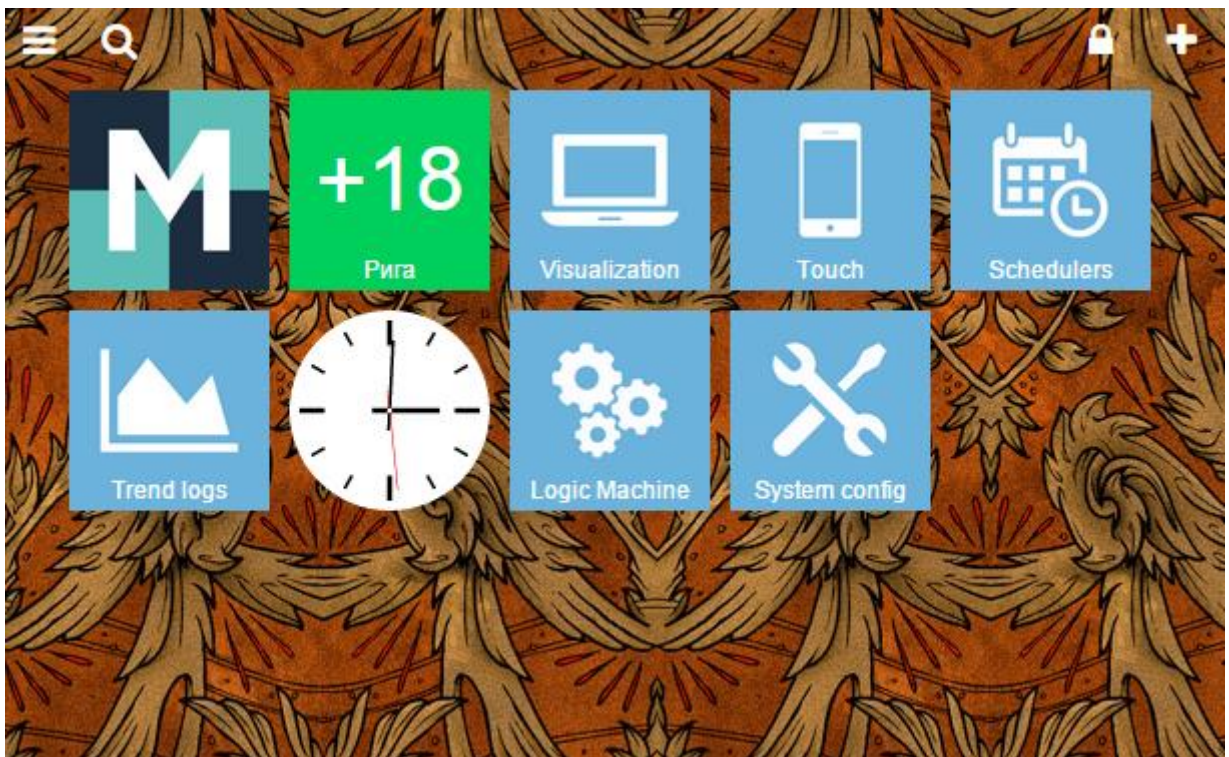 M
+18
Рига
Visualization
Touch
Schedulers
Trend logs
Logic Machine
System config